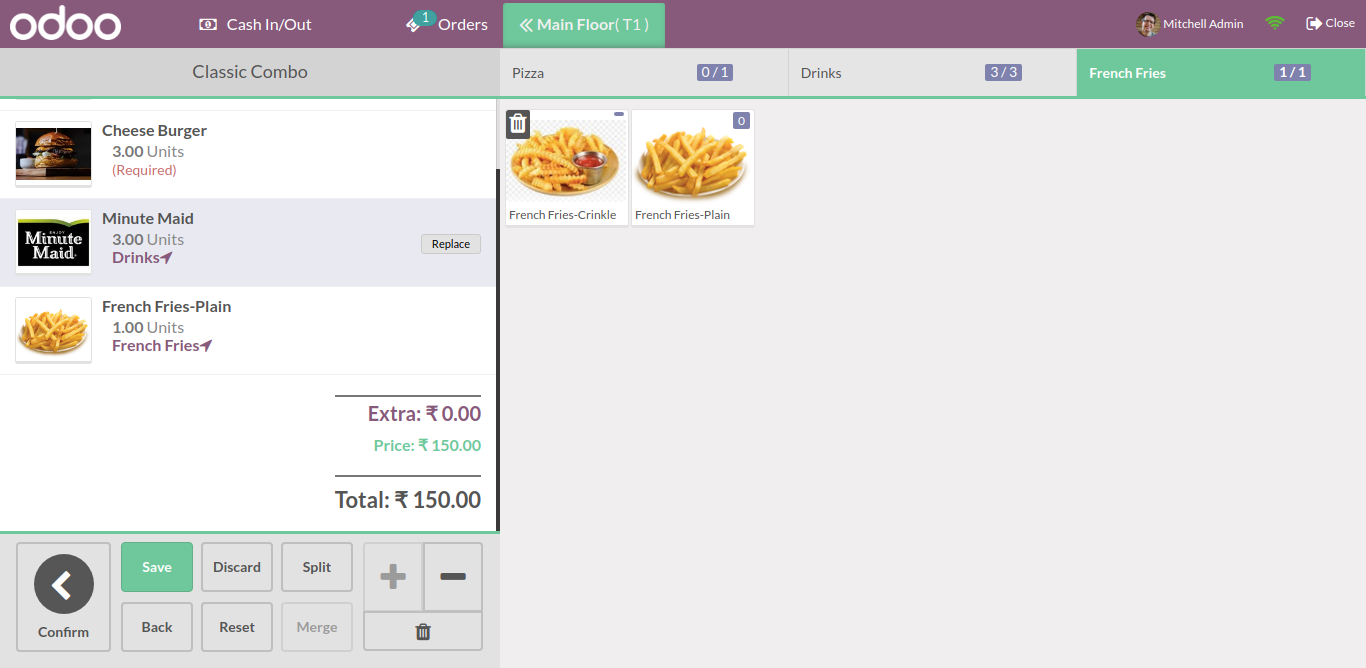 odoo
Cash In/Out
1
Orders
Main Floor( T1 )
Mitchell Admin
Close
Classic Combo
Pizza
0 / 1
Drinks
3 / 3
French Fries
1 / 1
Cheese Burger
3.00 Units
(Required)
ENJOY
Minute
Maid
Minute Maid
3.00 Units
Drinks
Replace
French Fries-Plain
1.00 Units
French Fries
Extra: ₹ 0.00
Price: ₹ 150.00
Total: ₹ 150.00
0
French Fries-Crinkle
French Fries-Plain
Confirm
Save
Discard
Split
Back
Reset
Merge